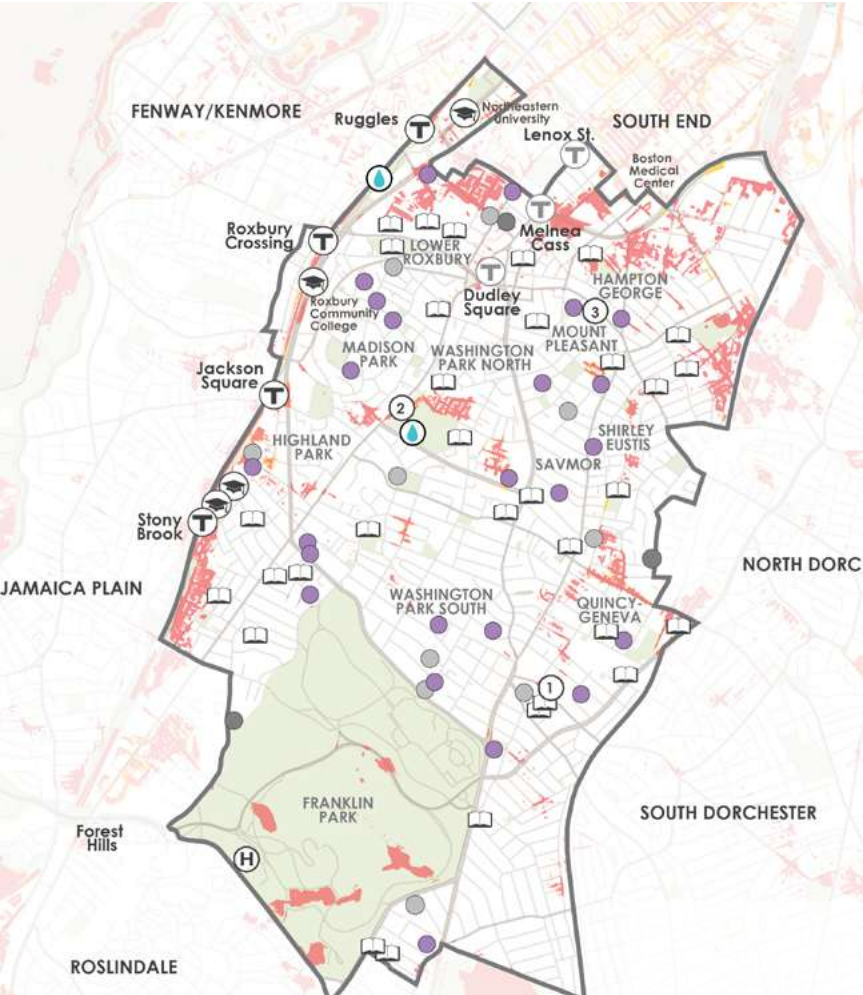 FENWAY/KENMORE
Ruggles
T
Northeastern
University
SOUTH END
Lenox St.
T
Boston
Medical
Center
T
Melnea
Cass
Roxbury
Crossing
T
LOWER
ROXBURY
T
Dudley
Square
HAMPTON
GEORGE
Roxbury
Community
College
3
MOUNT
PLEASANT
MADISON
PARK
WASHINGTON
PARK NORTH
Jackson
Square
T
2
HIGHLAND
PARK
SHIRLEY
EUSTIS
SAVMOR
Stony
Brook
T
JAMAICA PLAIN
NORTH DORC
WASHINGTON
PARK SOUTH
QUINCY-
GENEVA
1
FRANKLIN
PARK
SOUTH DORCHESTER
Forest
Hills
H
ROSLINDALE